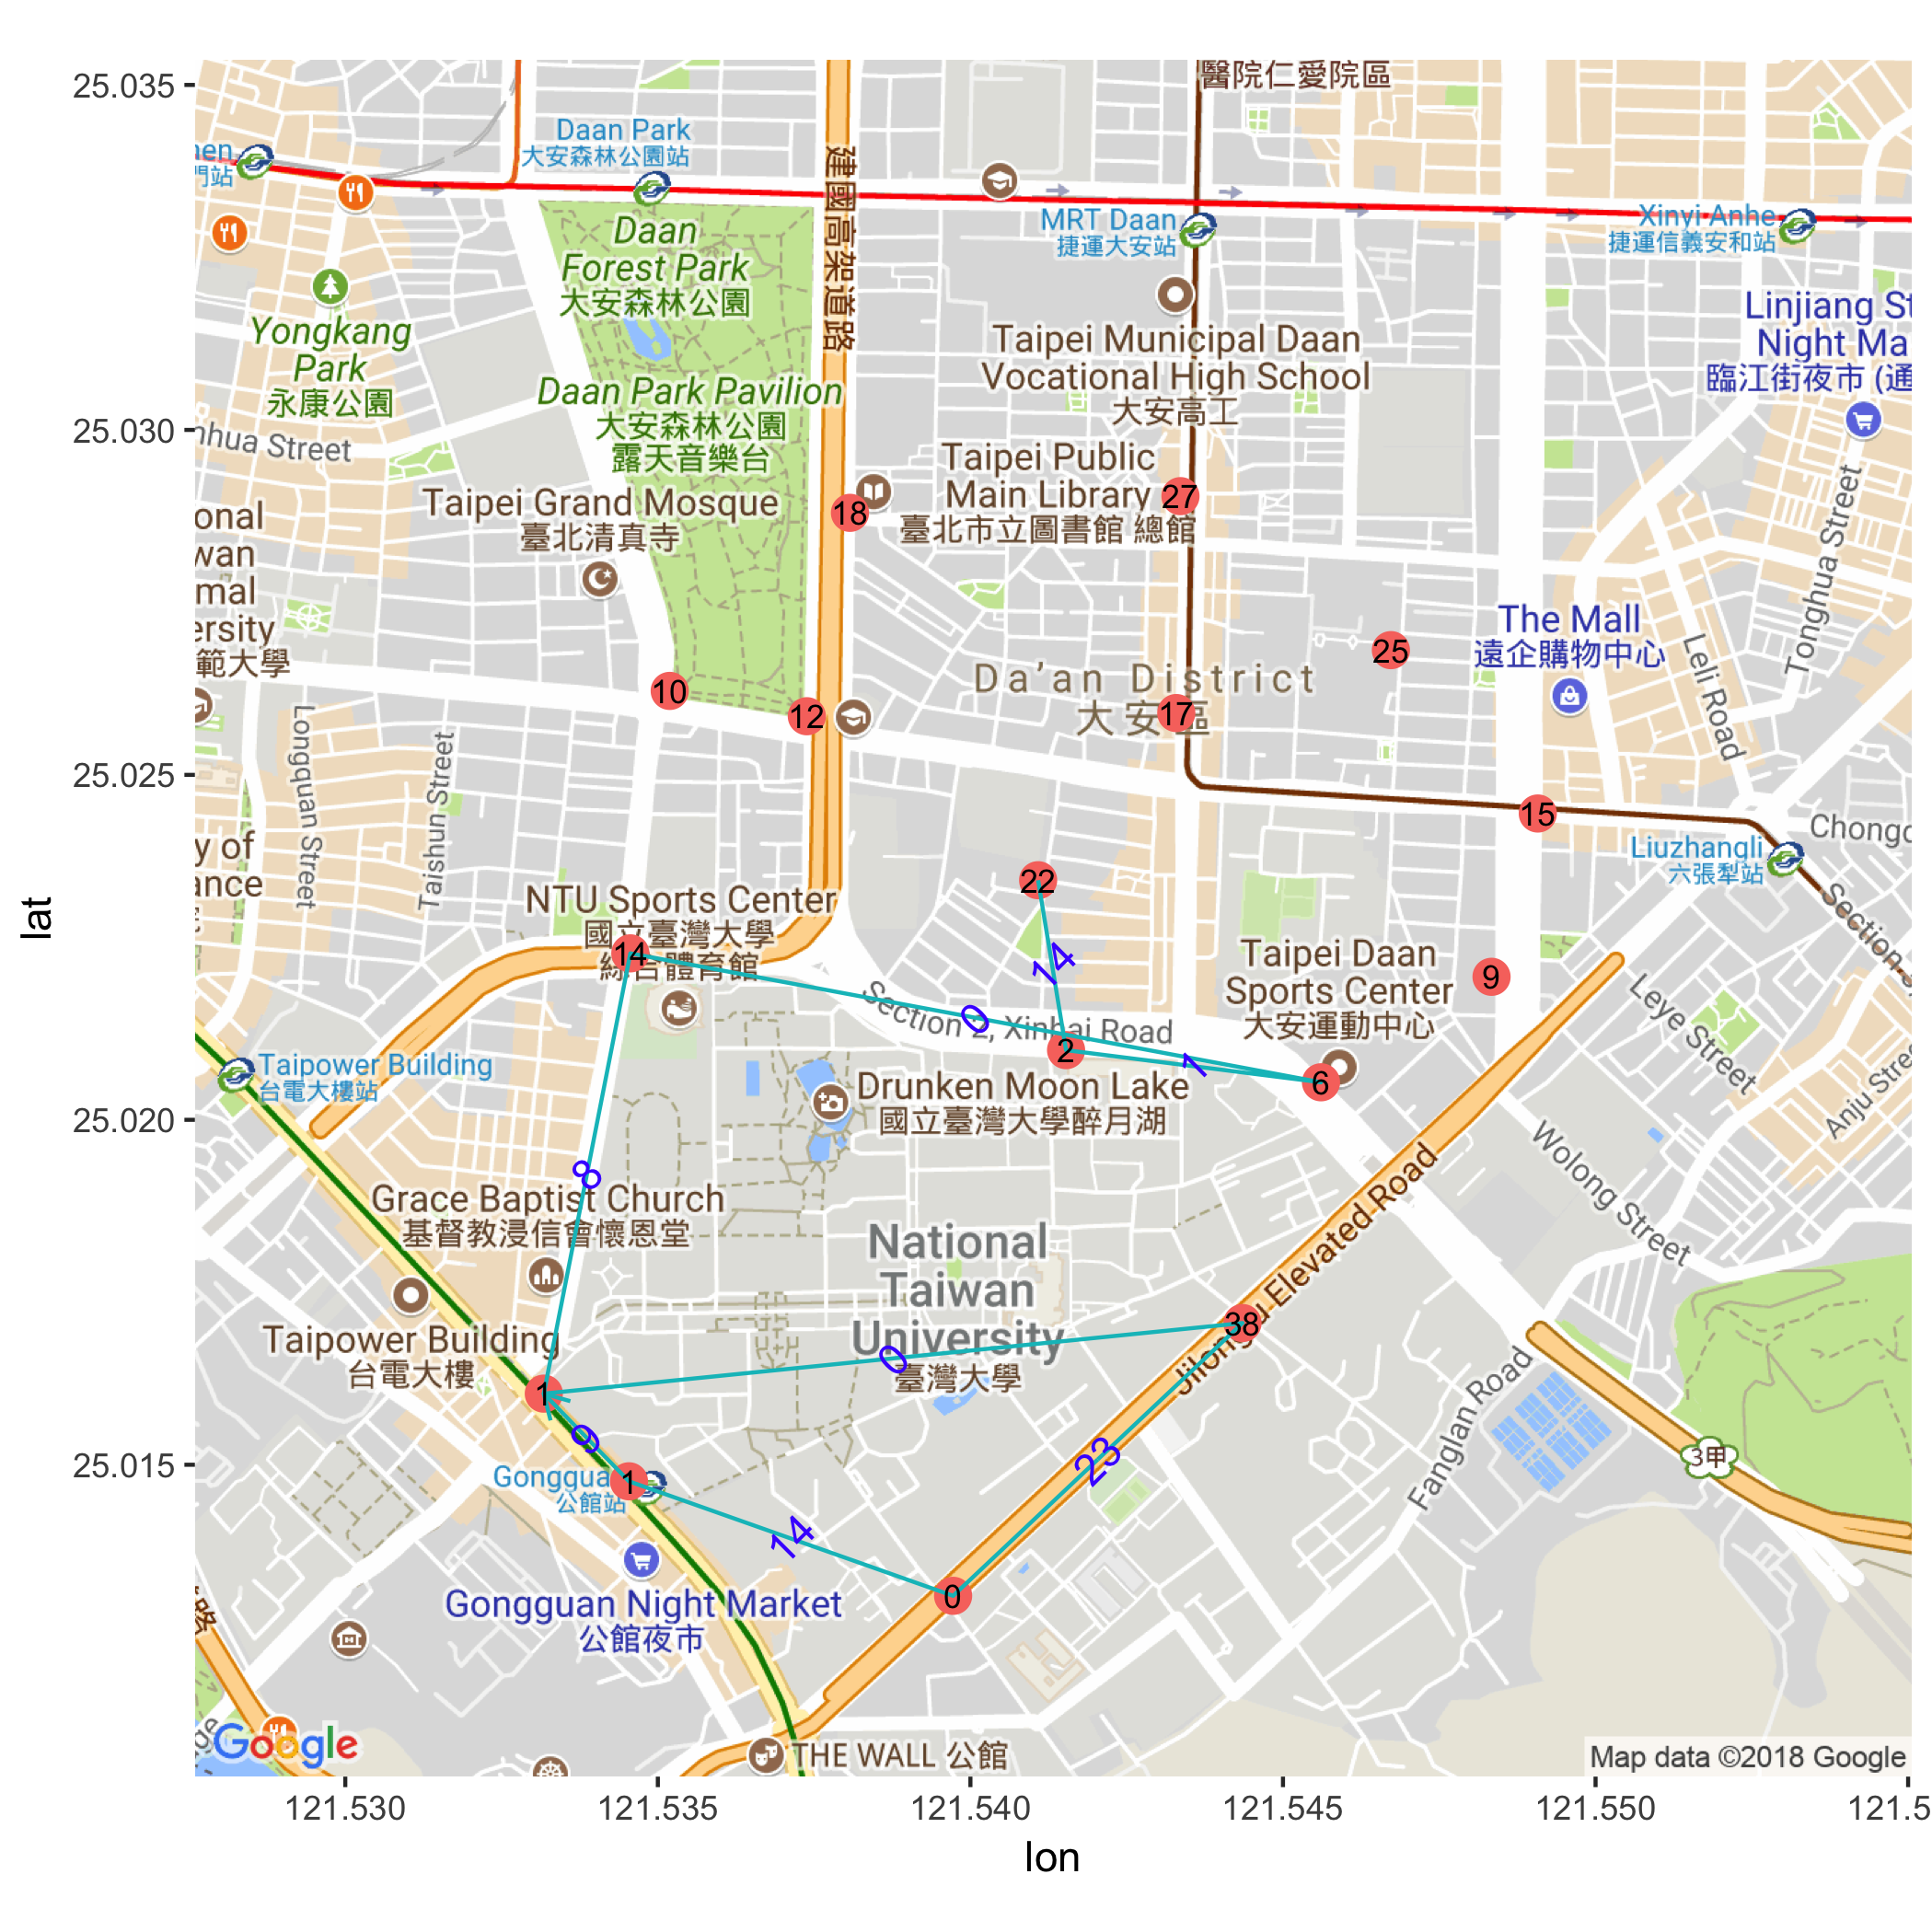 25.035
25.030
25.025
25.020
25.015
lat
醫院仁愛院區
Daan Park
大安森林公園站
門站
建國高架道路
MRT Daan
捷運大安站
Xinyi Anhe
捷運信義安和站
Daan
Forest Park
大安森林公園
Yongkang
Park
永康公園
Taipei Municipal Daan
Vocational High School
大安高工
Linjiang St
Night Ma
臨江街夜市 (通
Daan Park Pavilion
大安森林公園
露天音樂台
nhua Street
Taipei Public
Main Library
臺北市立圖書館 總館
27
18
Taipei Grand Mosque
臺北清真寺
Tonghua Street
onal
wan
mal
ersity
範大學
The Mall
遠企購物中心
Leli Road
25
Da'an District
大安區
17
10
12
Longquan Street
Taishun Street
15
Chong
Liuzhangli
六張犁站
Section
y of
ance
22
NTU Sports Center
國立臺灣大學
綜合體育館
14
14
Taipei Daan
Sports Center
大安運動中心
9
Section 2, Xinhai Road
0
2
1
6
Leye Street
Anju Stre
Wolong Street
Taipower Building
台電大樓站
Drunken Moon Lake
國立臺灣大學醉月湖
8
Grace Baptist Church
基督教浸信會懷恩堂
National
Taiwan
University
臺灣大學
0
38
Jilong Elevated Road
Taipower Building
台電大樓
1
9
Gonggua
公館站
1
14
23
0
Fanglan Road
3甲
Gongguan Night Market
公館夜市
路
THE WALL 公館
Google
Map data ©2018 Google
121.530
121.535
121.540
121.545
121.550
121.5
lon